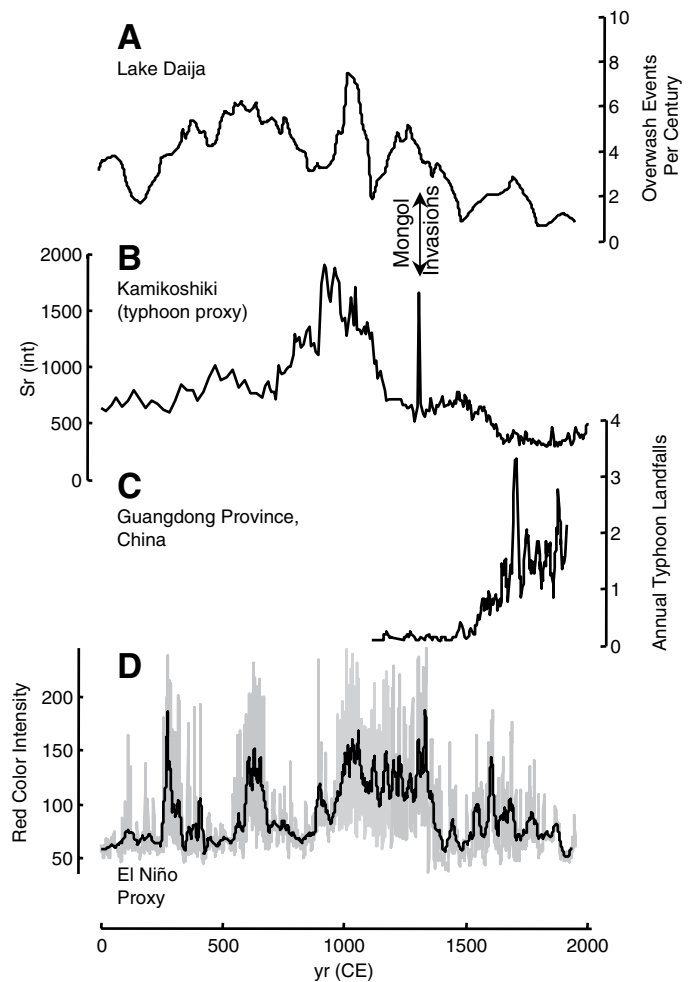 A
Lake Daija
10
8
6
4
2
0
Overwash Events
Per Century
Mongol
Invasions
B
Kamikoshiki
(typhoon proxy)
2000
1500
1000
500
0
Sr (int)
C
Guangdong Province,
China
4
3
2
1
0
Annual Typhoon Landfalls
D
200
150
100
50
Red Color Intensity
El Niño
Proxy
0
500
1000
1500
2000
yr (CE)